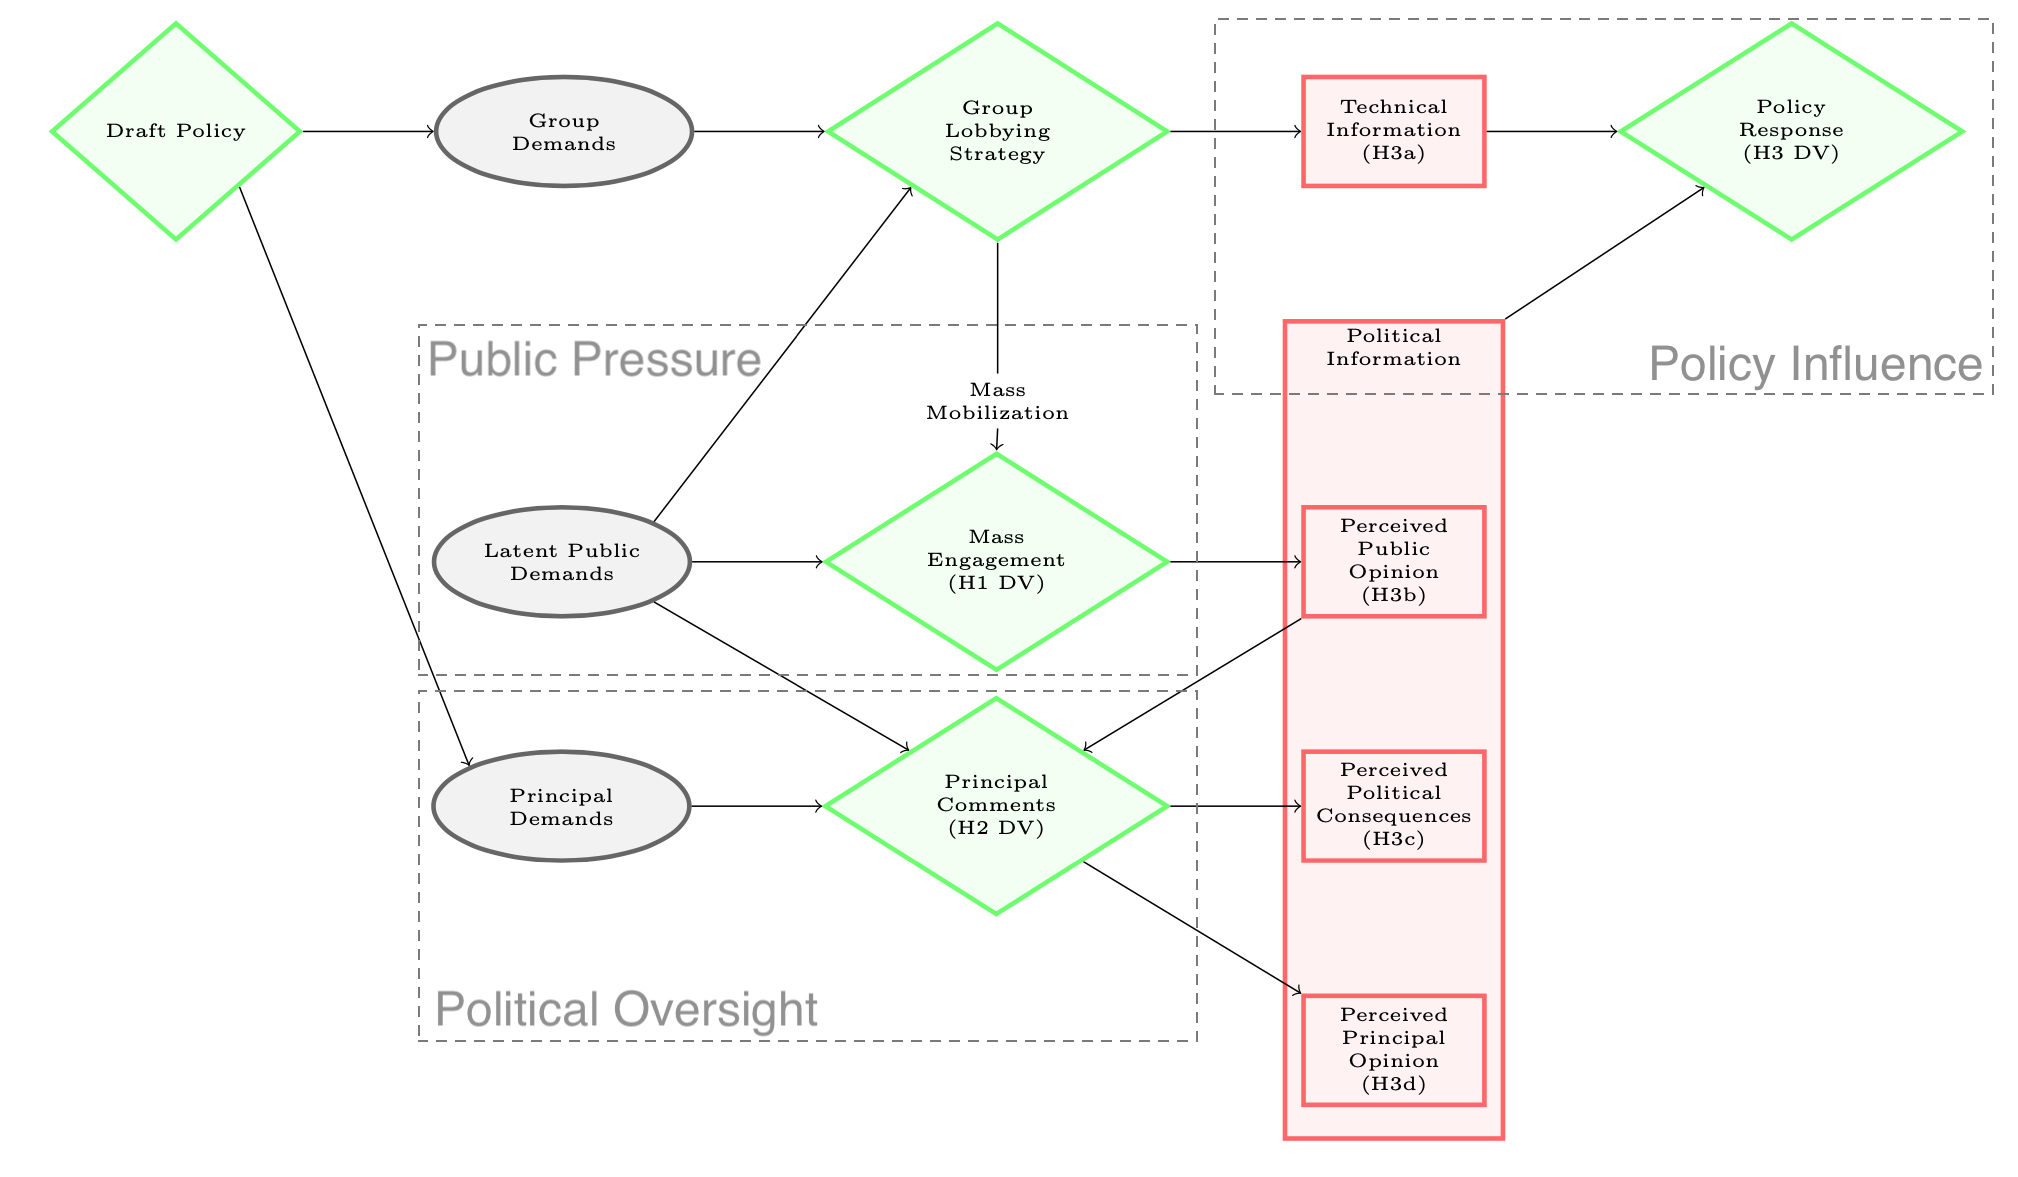 Draft Policy
Group
Demands
Group
Lobbying
Strategy
Technical
Information
(H3a)
Policy
Response
(H3 DV)
Public Pressure
Mass
Mobilization
Political
Information
Policy Influence
Latent Public
Demands
Mass
Engagement
(H1 DV)
Perceived
Public
Opinion
(H3b)
Principal
Demands
Principal
Comments
(H2 DV)
Perceived
Political
Consequences
(H3c)
Political Oversight
Perceived
Principal
Opinion
(H3d)